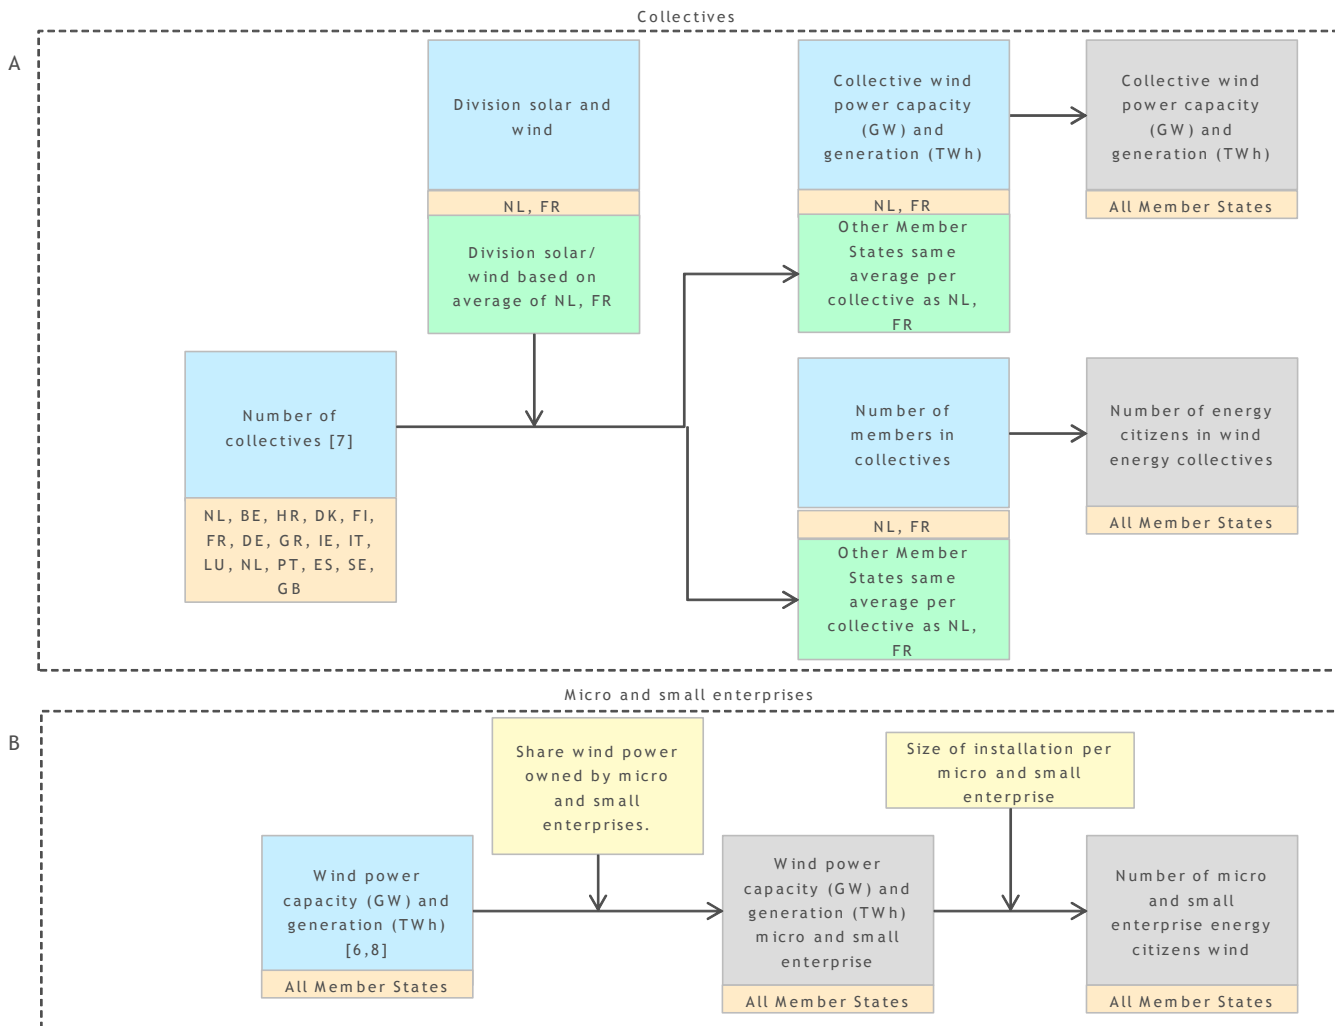 Collectives
A
Division solar and
wind
NL, FR
Division solar/
wind based on
average of NL, FR
Collective wind
power capacity
(GW) and
generation (TWh)
NL, FR
Other Member
States same
average per
collective as NL,
FR
Collective wind
power capacity
(GW) and
generation (TWh)
All Member States
Number of
collectives [7]
NL, BE, HR, DK, FI,
FR, DE, GR, IE, IT,
LU, NL, PT, ES, SE,
GB
Number of
members in
collectives
NL, FR
Other Member
States same
average per
collective as NL,
FR
Number of energy
citizens in wind
energy collectives
All Member States
Micro and small enterprises
B
Share wind power
owned by micro
and small
enterprises.
Size of installation per
micro and small
enterprise
Wind power
capacity (GW) and
generation (TWh)
[6,8]
All Member States
Wind power
capacity (GW) and
generation (TWh)
micro and small
enterprise
All Member States
Number of micro
and small
enterprise energy
citizens wind
All Member States